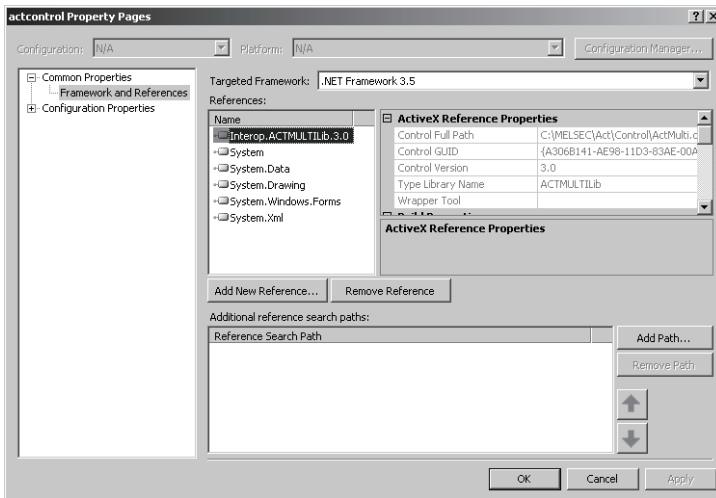 actcontrol Property Pages
Configuration: N/A Platform: N/A Configuration Manager...
Common Properties
Framework and References
Configuration Properties
Targeted Framework: .NET Framework 3.5
References:
Name
Interop.ACTMULTILib.3.0
System
System.Data
System.Drawing
System.Windows.Forms
System.Xml
ActiveX Reference Properties
Control Full Path C:\MELSEC\Act\Control\ActMulti.c
Control GUID {A306B141-AE98-11D3-83AE-00A
Control Version 3.0
Type Library Name ACTMULTILib
Wrapper Tool
ActiveX Reference Properties
Add New Reference... Remove Reference
Additional reference search paths:
Reference Search Path
Add Path...
Remove Path
OK Cancel Apply